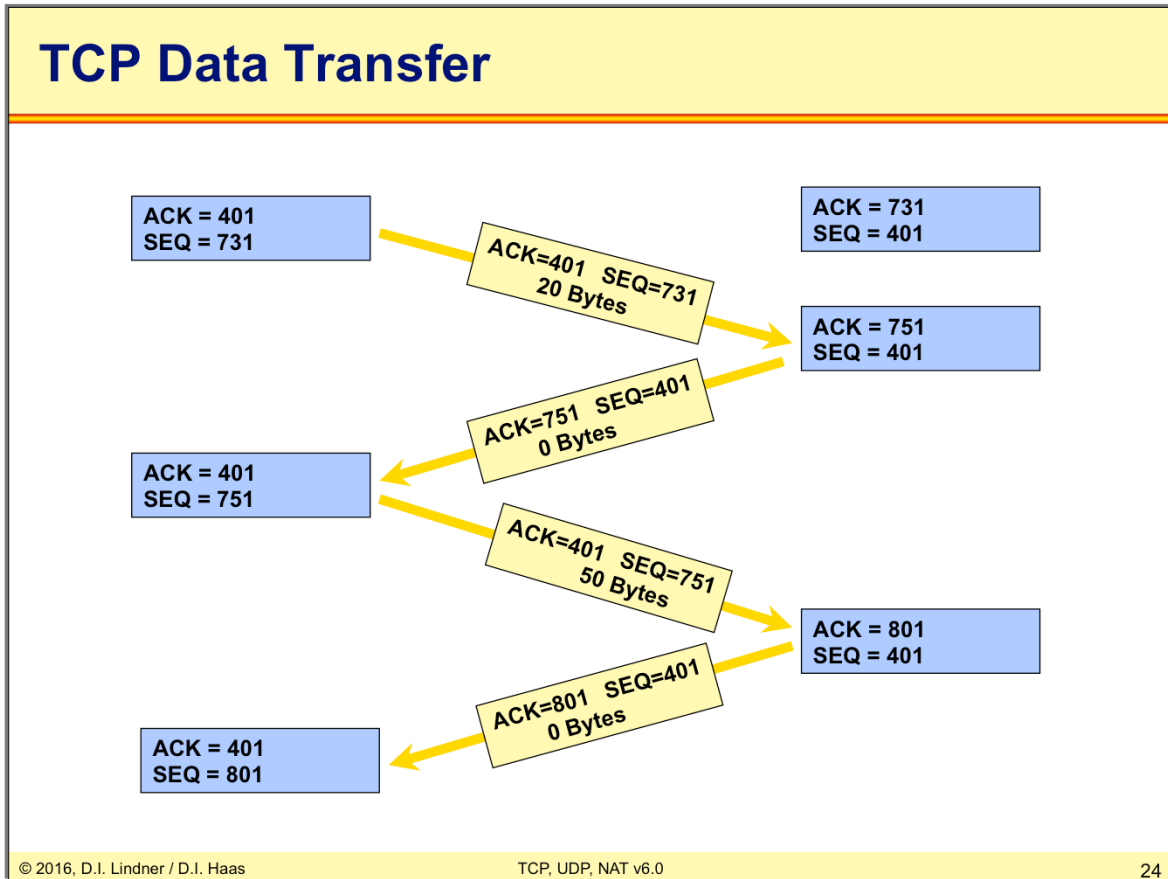 TCP Data Transfer
ACK = 401
SEQ = 731
ACK = 731
SEQ = 401
ACK=401 SEQ=731
20 Bytes
ACK = 751
SEQ = 401
ACK=751 SEQ=401
0 Bytes
ACK = 401
SEQ = 751
ACK=401 SEQ=751
50 Bytes
ACK = 801
SEQ = 401
ACK=801 SEQ=401
0 Bytes
ACK = 401
SEQ = 801
© 2016, D.I. Lindner / D.I. Haas
TCP, UDP, NAT v6.0
24